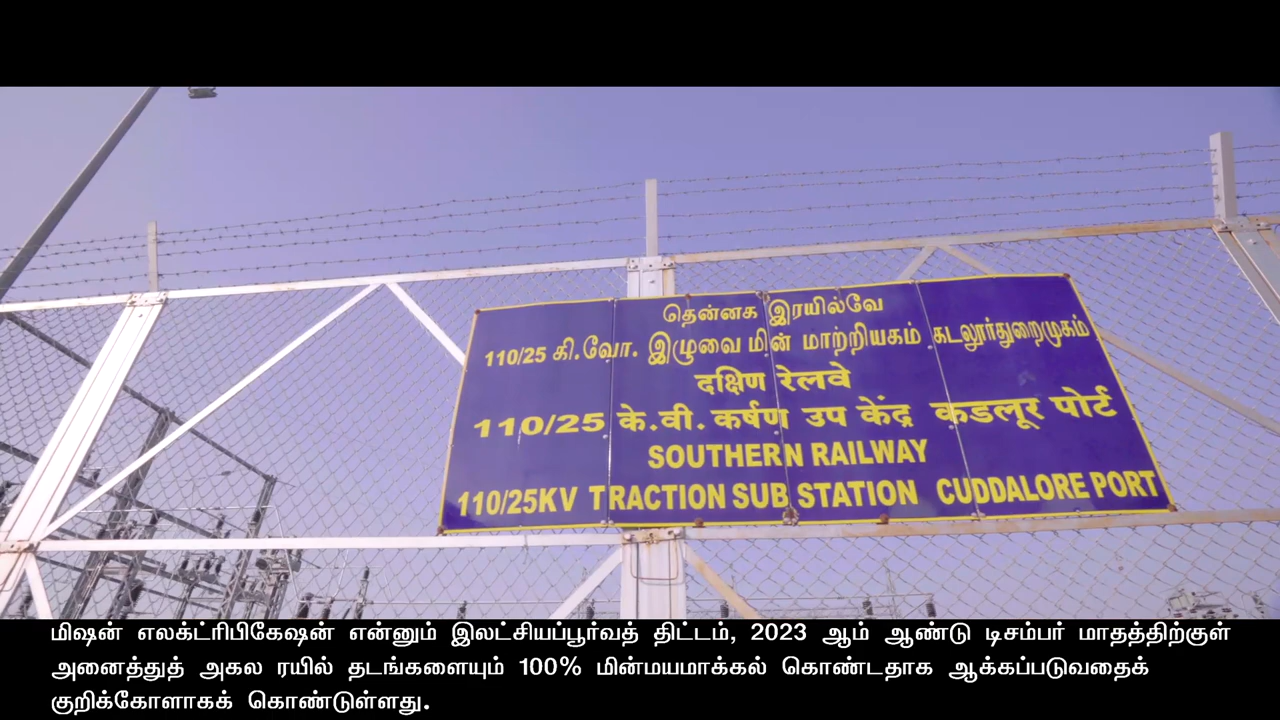 தென்னக இரயில்வே
110/25 கி.வோ. இழுவை மின் மாற்றியகம் கடலூர்துறைமுகம்
दक्षिण रेलवे
110/25 के.वी. कर्षण उप केंद्र कडलूर पोर्ट
SOUTHERN RAILWAY
110/25KV TRACTION SUB STATION CUDDALORE PORT
மிஷன் எலக்ட்ரிபிகேஷன் என்னும் இலட்சியப்பூர்வத் திட்டம், 2023 ஆம் ஆண்டு டிசம்பர் மாதத்திற்குள்
அனைத்துத் அகல ரயில் தடங்களையும் 100% மின்மயமாக்கல் கொண்டதாக ஆக்கப்படுவதைக்
குறிக்கோளாகக் கொண்டுள்ளது.